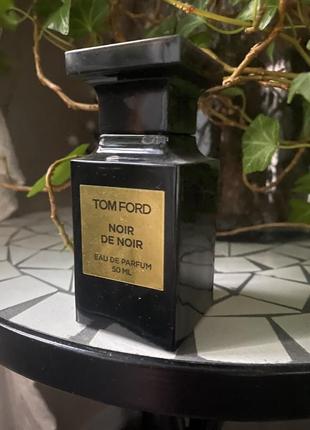 TOM FORD
NOIR
DE NOIR
EAU DE PARFUM
50 ML